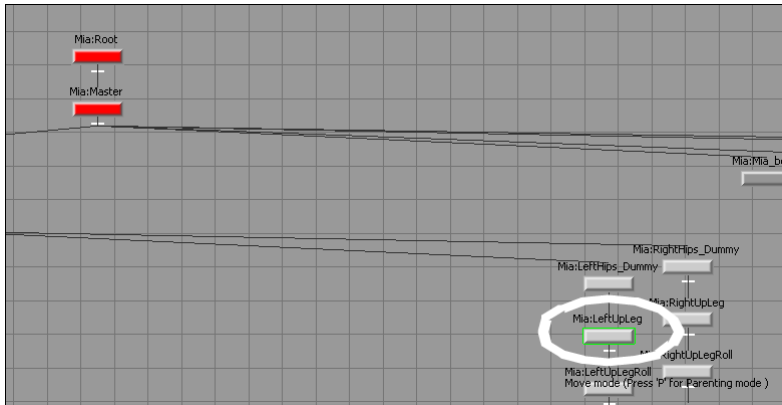 Mia:Root
Mia:Master
Mia:Mia_b
Mia:RightHips_Dummy
Mia:LeftHips_Dummy
Mia:RightUpLeg
Mia:LeftUpLeg
Mia:RightUpLegRoll
Mia:LeftUpLegRoll
Move mode (Press 'P' for Parenting mode )